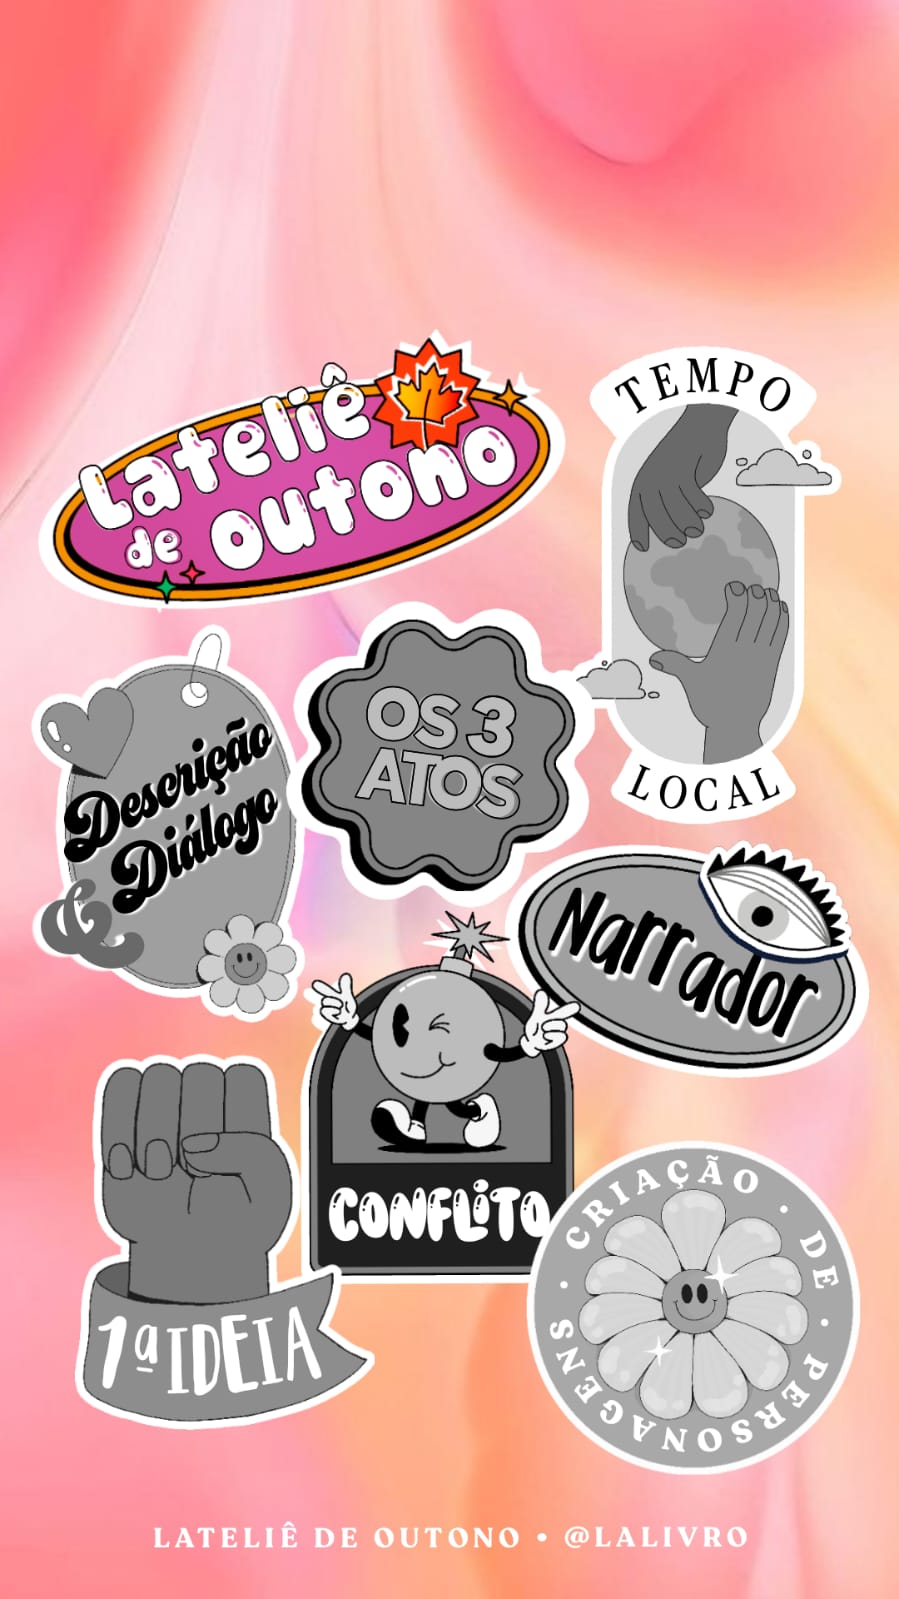 Lateliê
de outono
TEMPO
LOCAL
OS 3
ATOS
Descrição
&
Diálogo
Narrador
CONFLITO
1ª IDEIA
CRIAÇÃO · DE · PERSONAGENS ·
LATELIÊ DE OUTONO • @LALIVRO